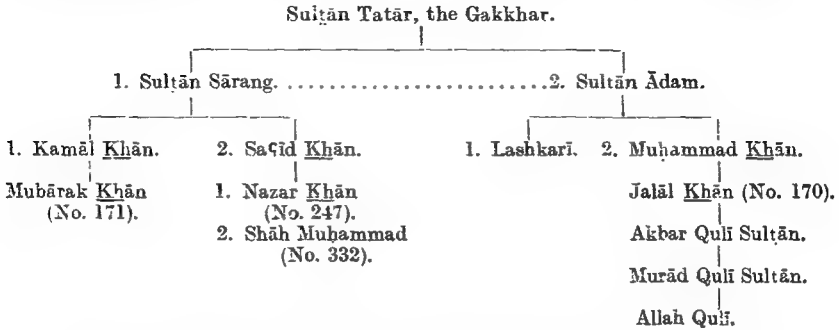 Sulṭān Tatār, the Gakkhar.
1. Sulṭān Sārang. ..........................2. Sulṭān Ādam.
1. Kamāl Khān. 2. Saʕīd Khān. 1. Lashkarī. 2. Muḥammad Khān.
Mubārak Khān 1. Nazar Khān Jalāl Khān (No. 170).
(No. 171). (No. 247).
2. Shāh Muḥammad Akbar Qulī Sulṭān.
(No. 332).
Murād Qulī Sulṭān.
Allah Qulī.